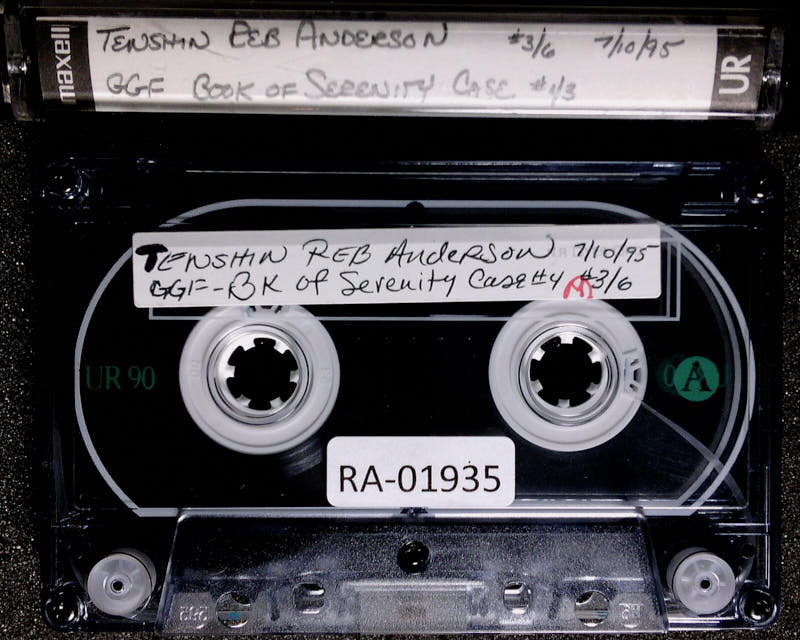 maxell
TENSHIN REB ANDERSON #3/6 7/10/95
GGF BOOK OF SERENITY CASE #4/3
UR
TENSHIN REB ANDERSON 7/10/95
GGF-BK OF Serenity Case #4 #3/6
A
UR 90
A
RA-01935